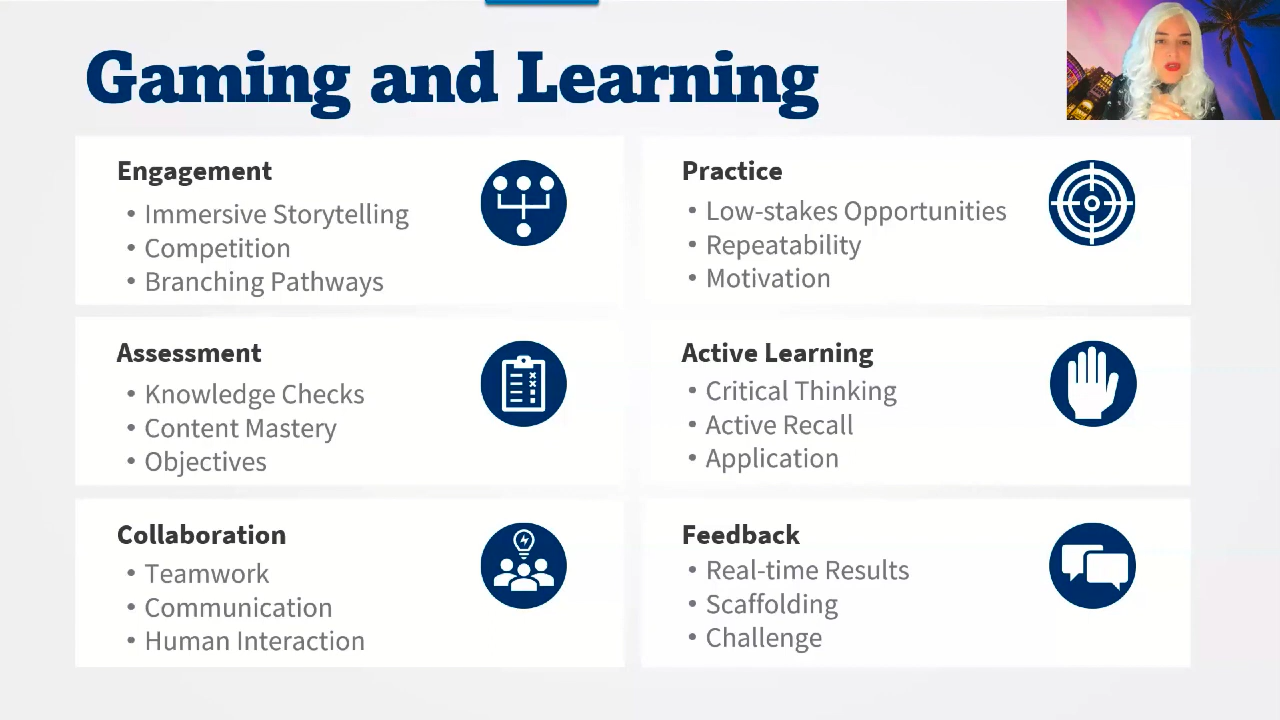 Gaming and Learning
Engagement
• Immersive Storytelling
• Competition
• Branching Pathways
Practice
• Low-stakes Opportunities
• Repeatability
• Motivation
Assessment
• Knowledge Checks
• Content Mastery
• Objectives
Active Learning
• Critical Thinking
• Active Recall
• Application
Collaboration
• Teamwork
• Communication
• Human Interaction
Feedback
• Real-time Results
• Scaffolding
• Challenge